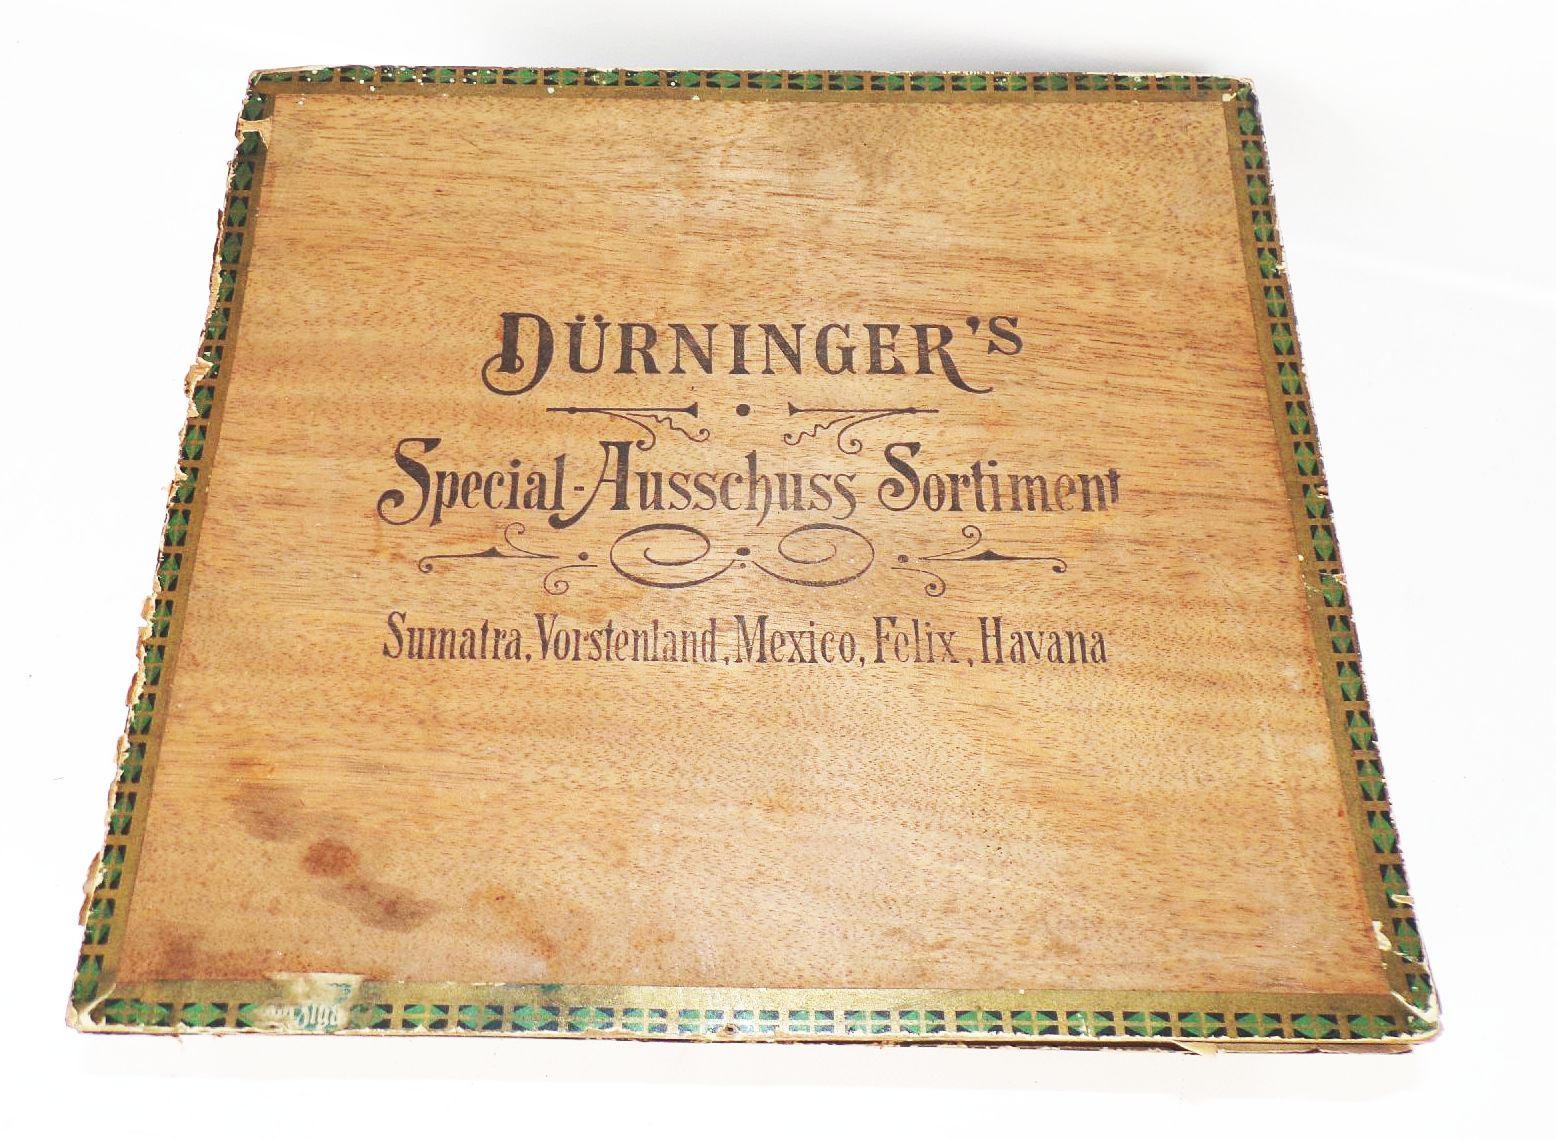 DÜRNINGER'S
Special-Ausschuss Sortiment
Sumatra, Vorstenland, Mexico, Felix, Havana